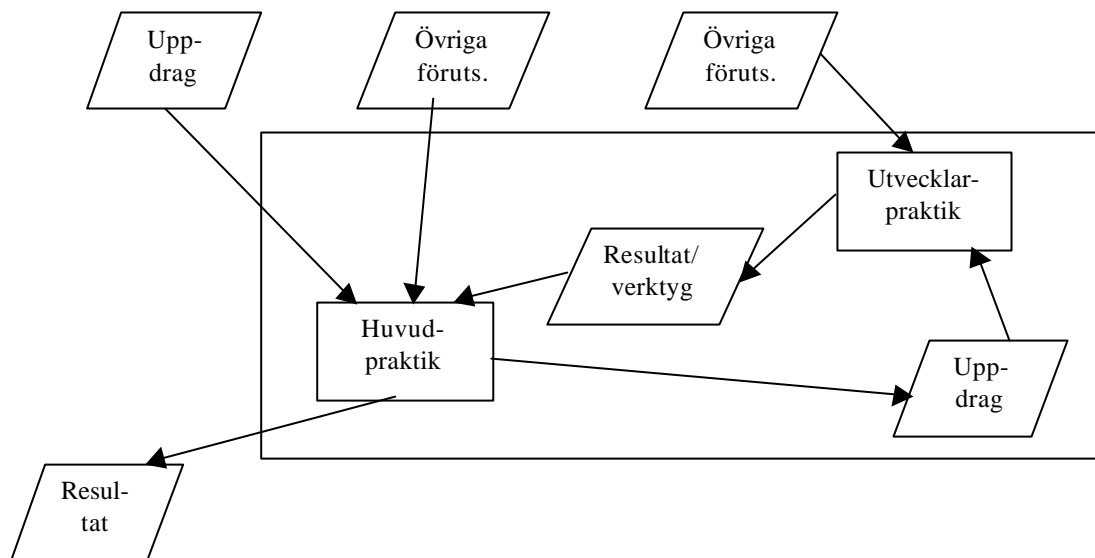 Upp-
drag
Övriga
föruts.
Övriga
föruts.
Utvecklar-
praktik
Resultat/
verktyg
Huvud-
praktik
Upp-
drag
Resul-
tat